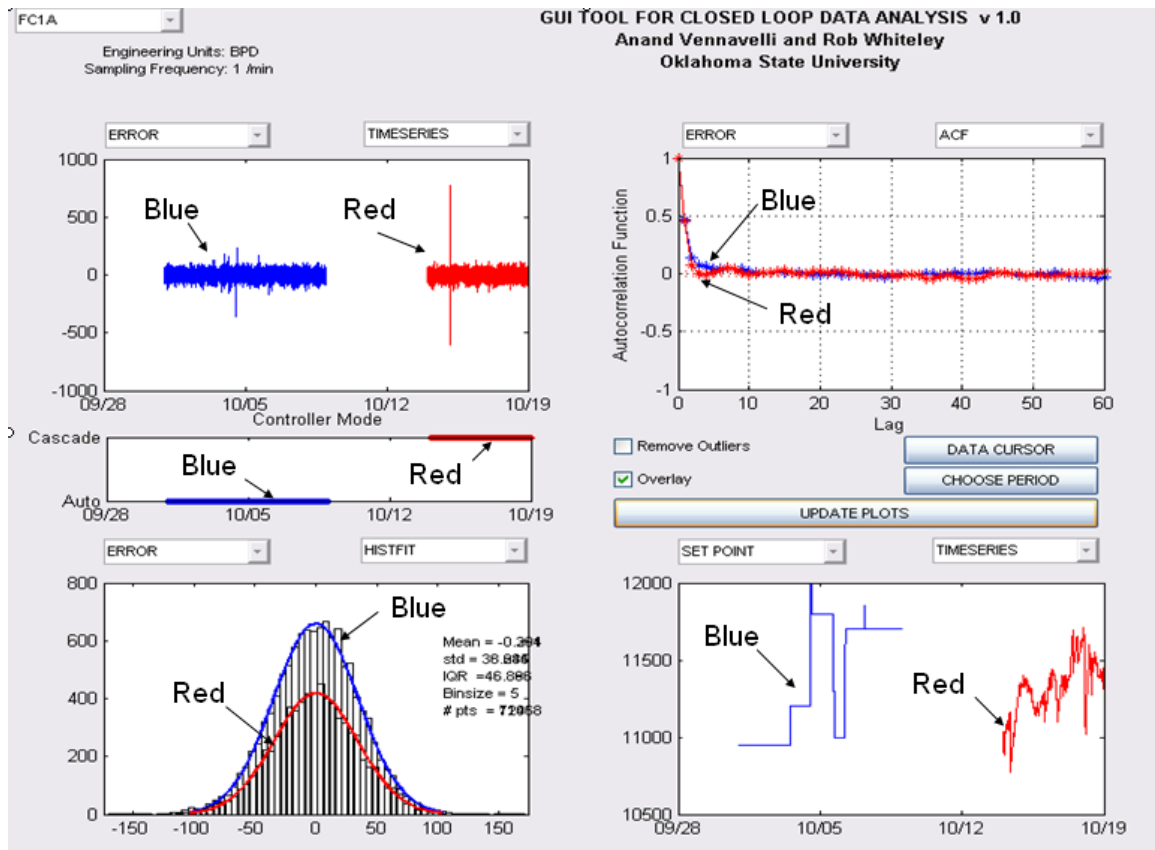 FC1A
GUI TOOL FOR CLOSED LOOP DATA ANALYSIS v 1.0
Anand Vennavelli and Rob Whiteley
Oklahoma State University
Engineering Units: BPD
Sampling Frequency: 1 /min
ERROR
TIMESERIES
1000
500
0
-500
-1000
Blue
Red
09/28
10/05
10/12
10/19
ERROR
ACF
Autocorrelation Function
1
0.5
0
-0.5
-1
Blue
Red
0
10
20
30
40
50
60
Lag
Controller Mode
Cascade
Auto
Blue
Red
09/28
10/05
10/12
10/19
Remove Outliers
DATA CURSOR
Overlay
CHOOSE PERIOD
UPDATE PLOTS
ERROR
HISTFIT
800
600
400
200
0
Blue
Red
Mean =
std =
IQR =
Binsize = 5
# pts =
-150
-100
-50
0
50
100
150
SET POINT
TIMESERIES
12000
11500
11000
10500
Blue
Red
09/28
10/05
10/12
10/19